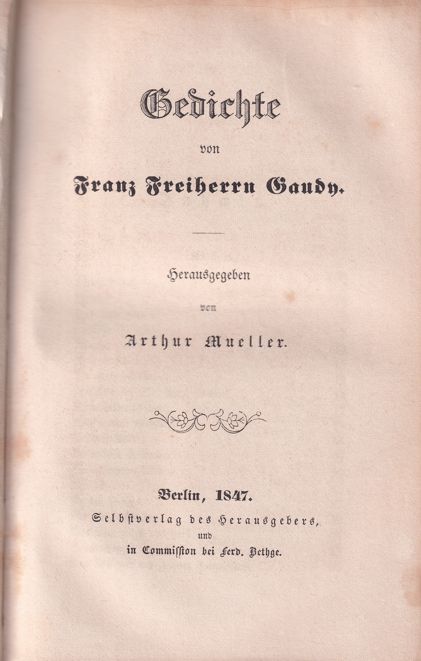 Gedichte
von
Franz Freiherrn Gaudy.
Herausgegeben
von
Arthur Mueller.
Berlin, 1847.
Selbstverlag des Herausgebers,
und
in Commission bei Ferd. Bethge.